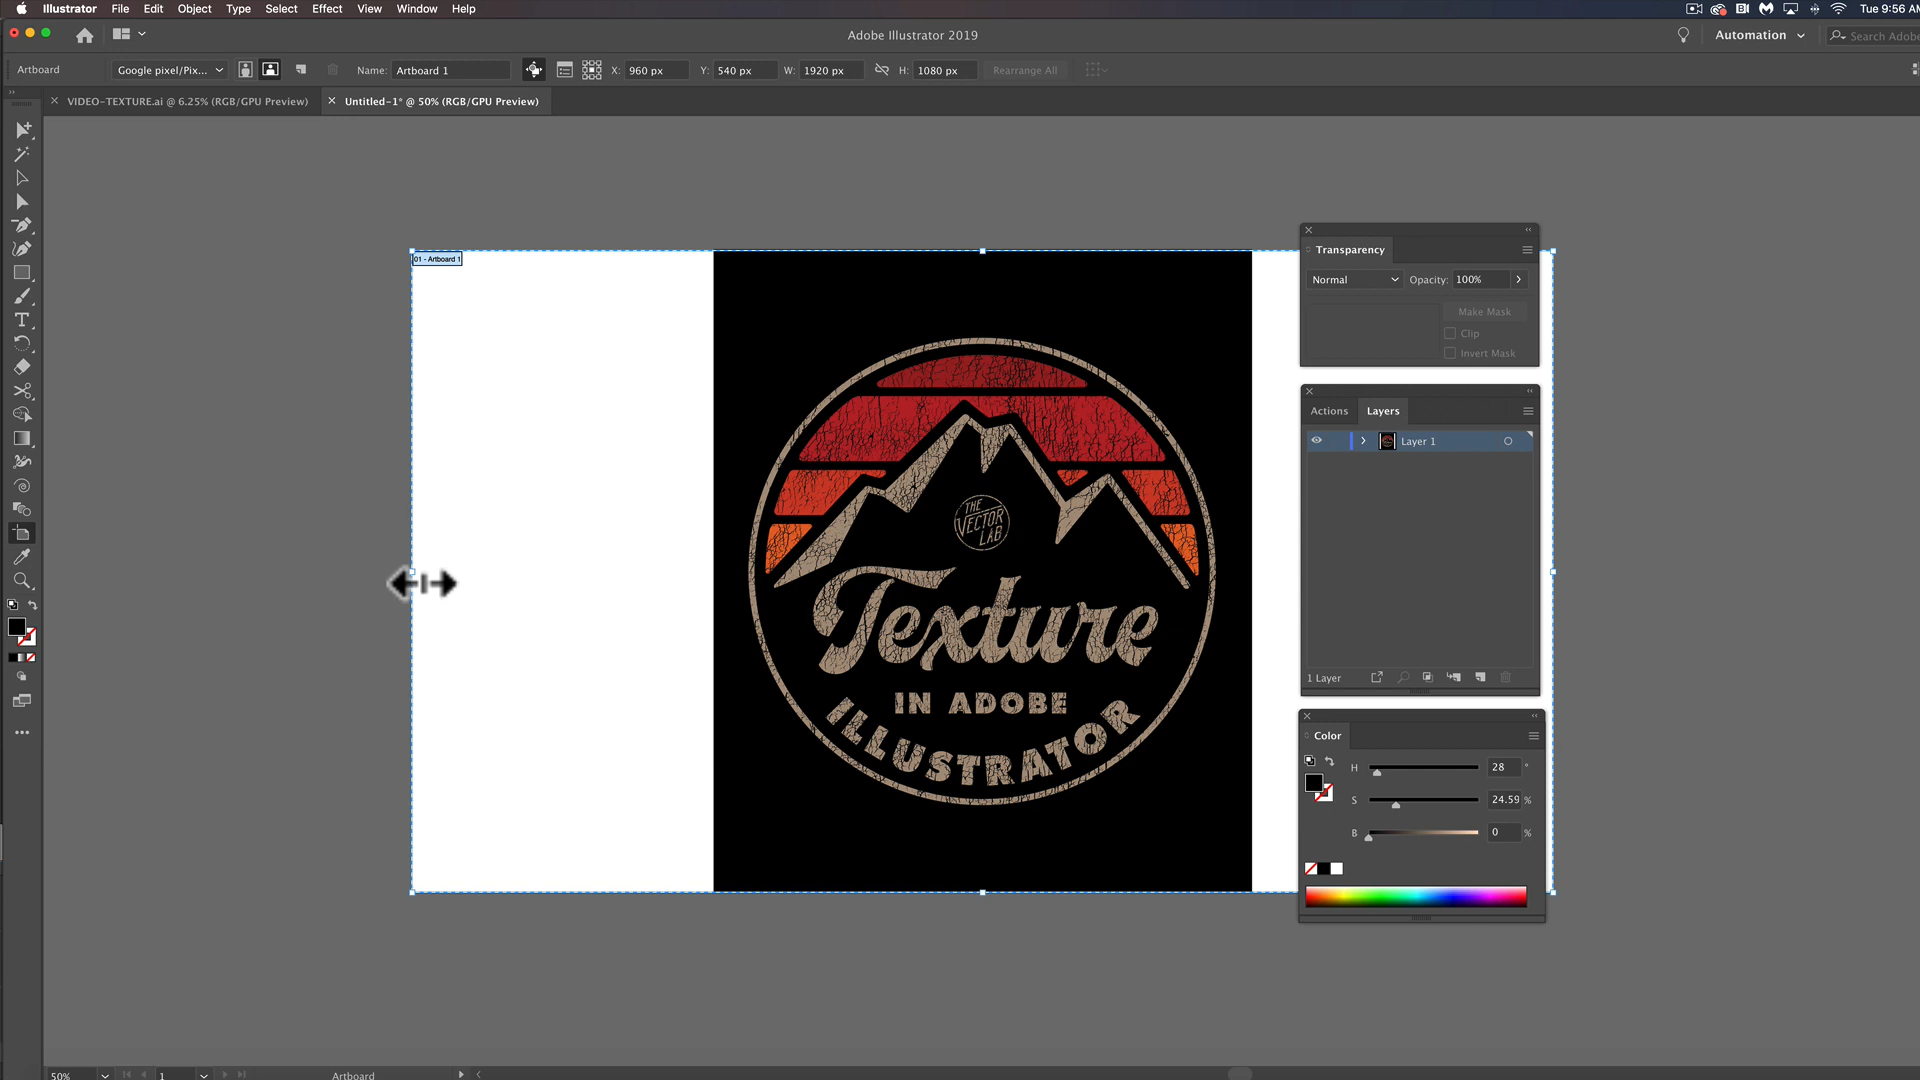 Illustrator File Edit Object Type Select Effect View Window Help
Tue 9:56 AM
Adobe Illustrator 2019
Automation
Search Adobe
Artboard
Google pixel/Pix...
Name: Artboard 1
X: 960 px
Y: 540 px
W: 1920 px
H: 1080 px
Rearrange All
VIDEO-TEXTURE.ai @ 6.25% (RGB/GPU Preview)
Untitled-1* @ 50% (RGB/GPU Preview)
01 - Artboard 1
THE
VECTOR
LAB
Texture
IN ADOBE
ILLUSTRATOR
Transparency
Normal
Opacity: 100%
Make Mask
Clip
Invert Mask
Actions
Layers
Layer 1
1 Layer
Color
H 28 °
S 24.59 %
B 0 %
50%
1
Artboard